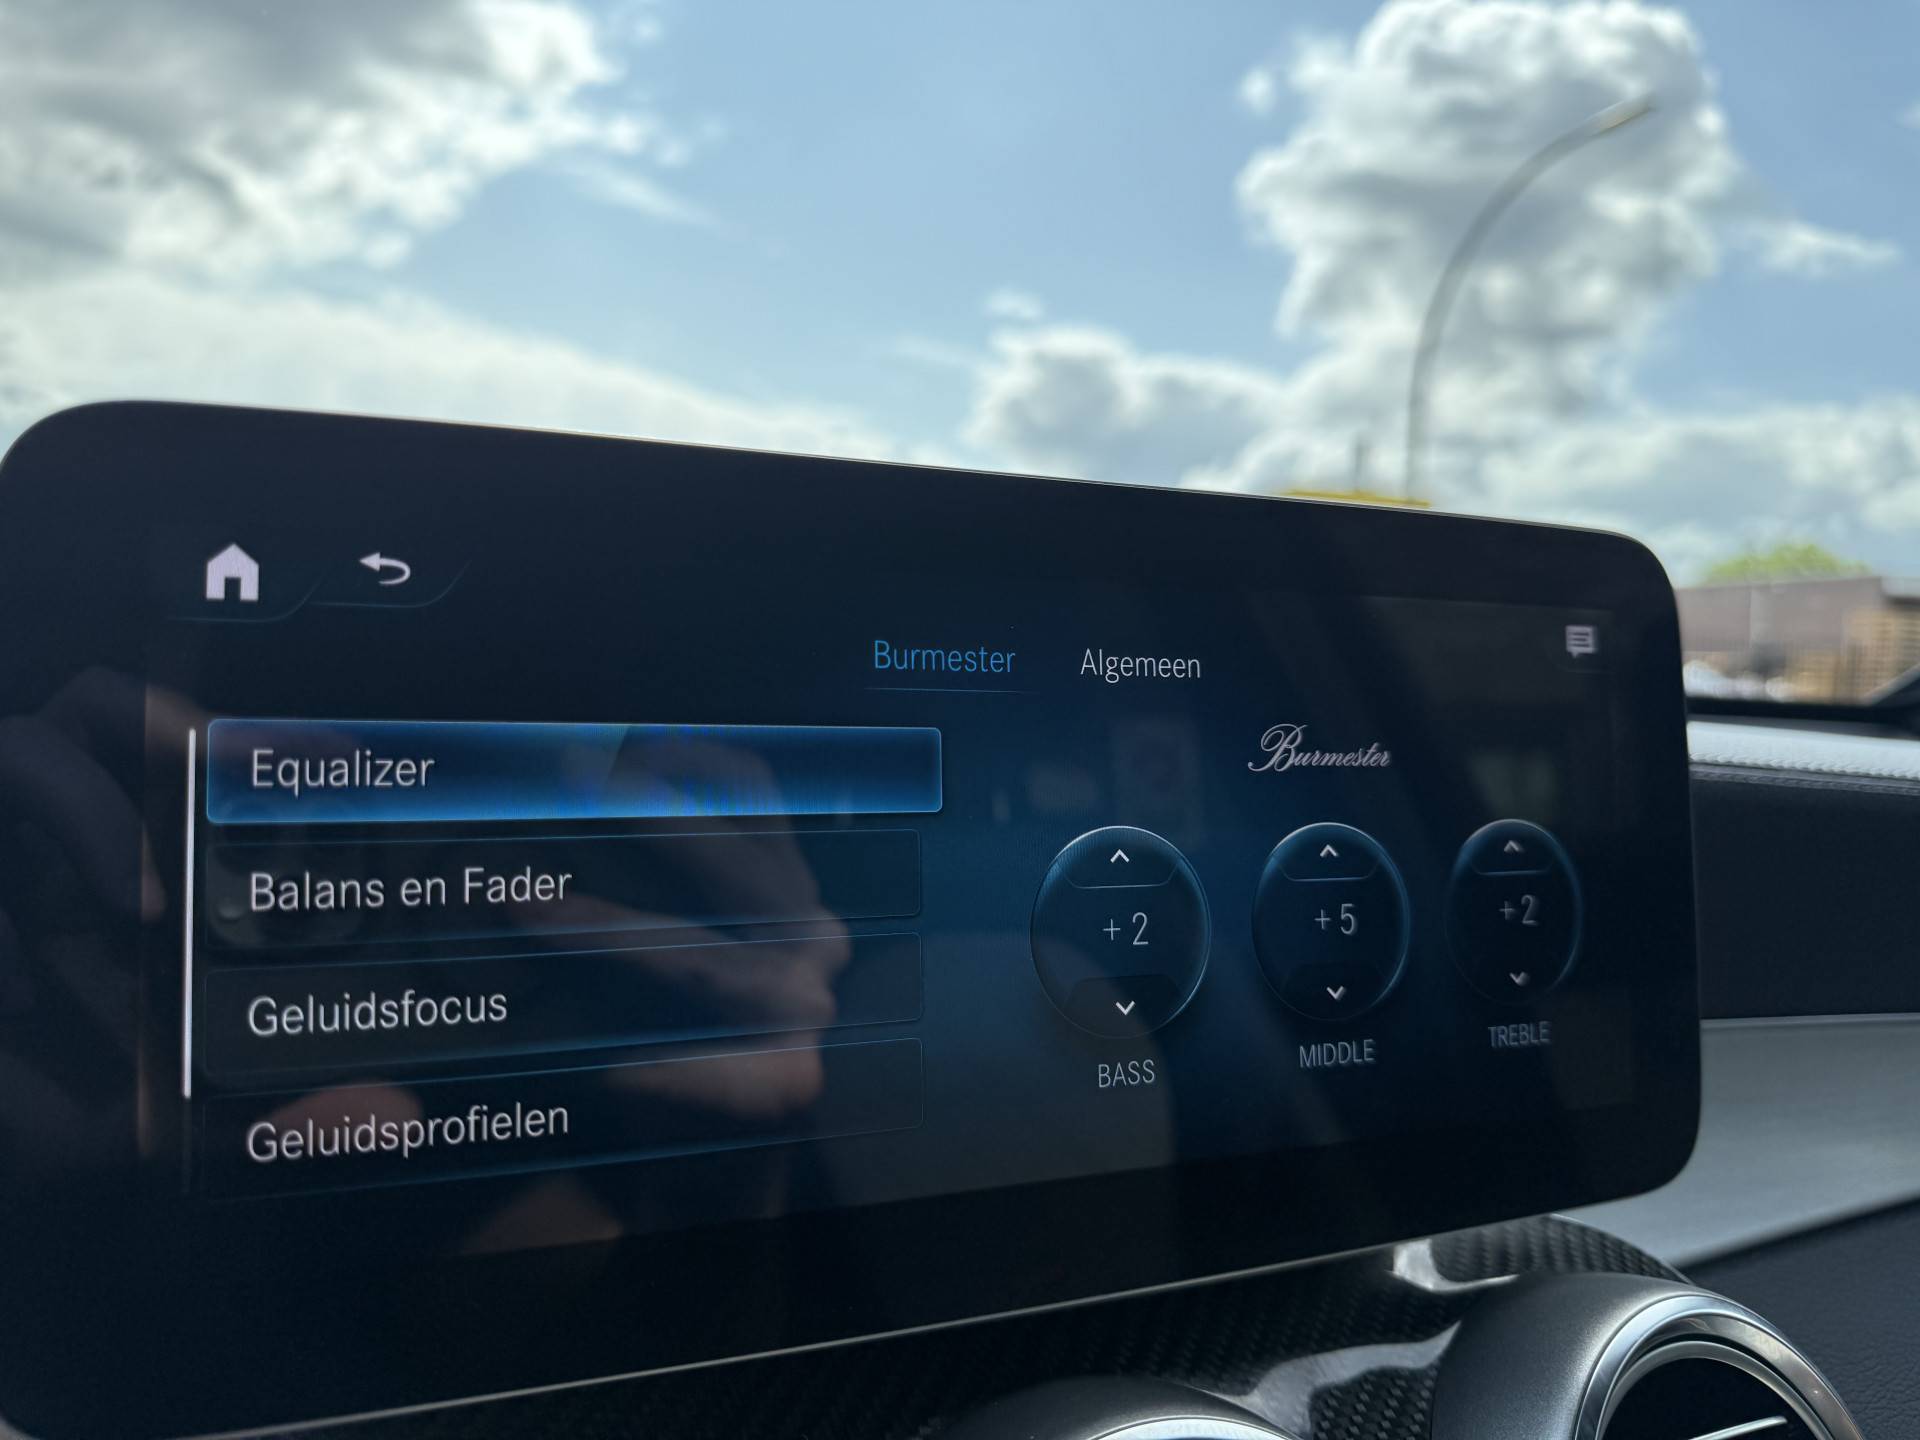 Burmester Algemeen
Equalizer
Balans en Fader
Geluidsfocus
Geluidsprofielen
Burmester
+ 2 + 5 + 2
BASS MIDDLE TREBLE